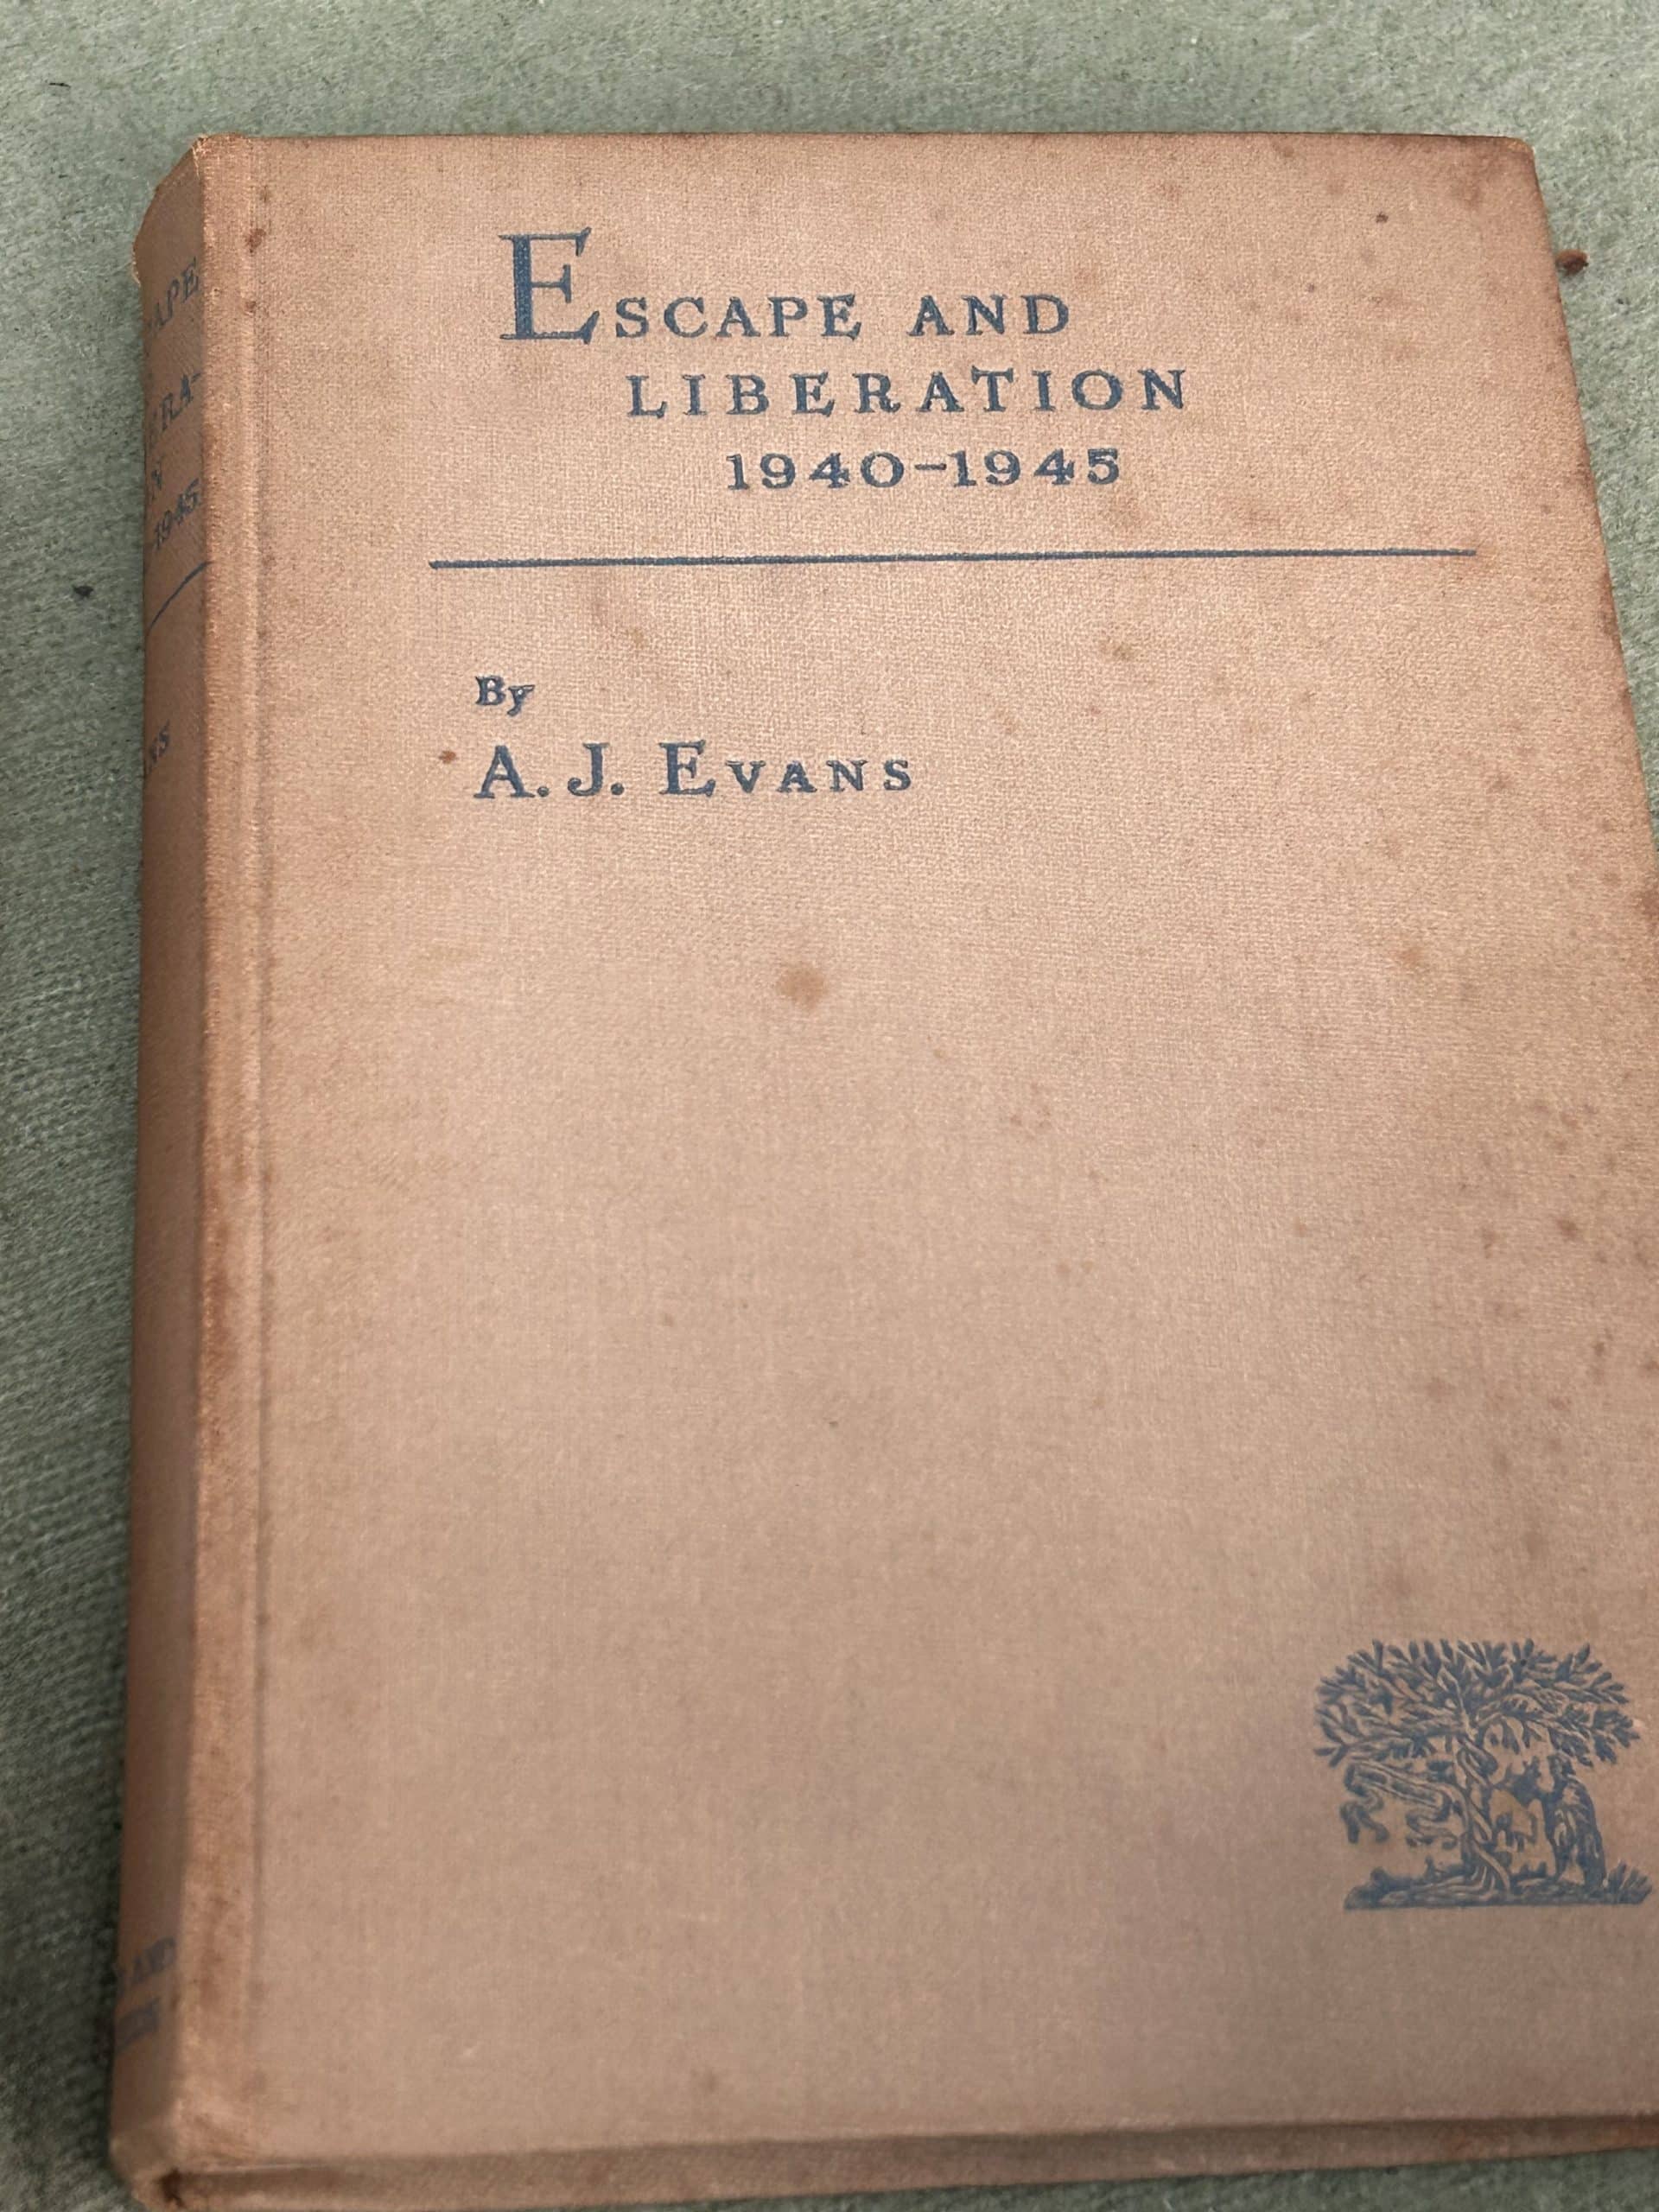 ESCAPE AND
LIBERATION
1940-1945
By
A. J. EVANS